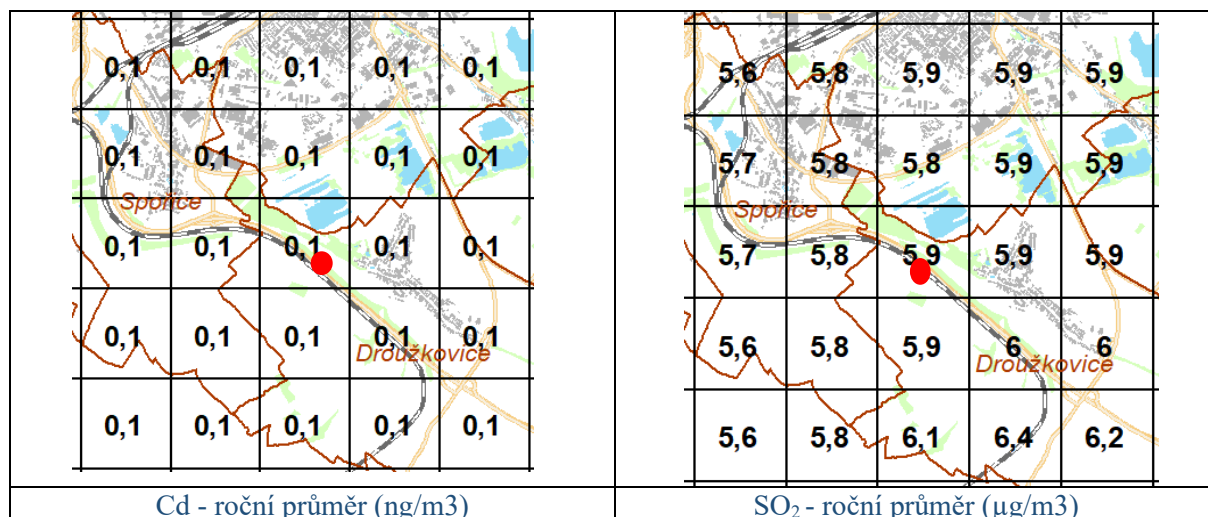 0,1 0,1 0,1 0,1 0,1
0,1 0,1 0,1 0,1 0,1
Spořice
0,1 0,1 0,1 0,1 0,1
0,1 0,1 0,1 0,1 0,1
Droužkovice
0,1 0,1 0,1 0,1 0,1
Cd - roční průměr (ng/m3)
5,6 5,8 5,9 5,9 5,9
5,7 5,8 5,8 5,9 5,9
Spořice
5,7 5,8 5,9 5,9 5,9
5,6 5,8 5,9 6 6
Droužkovice
5,6 5,8 6,1 6,4 6,2
SO₂ - roční průměr (µg/m3)